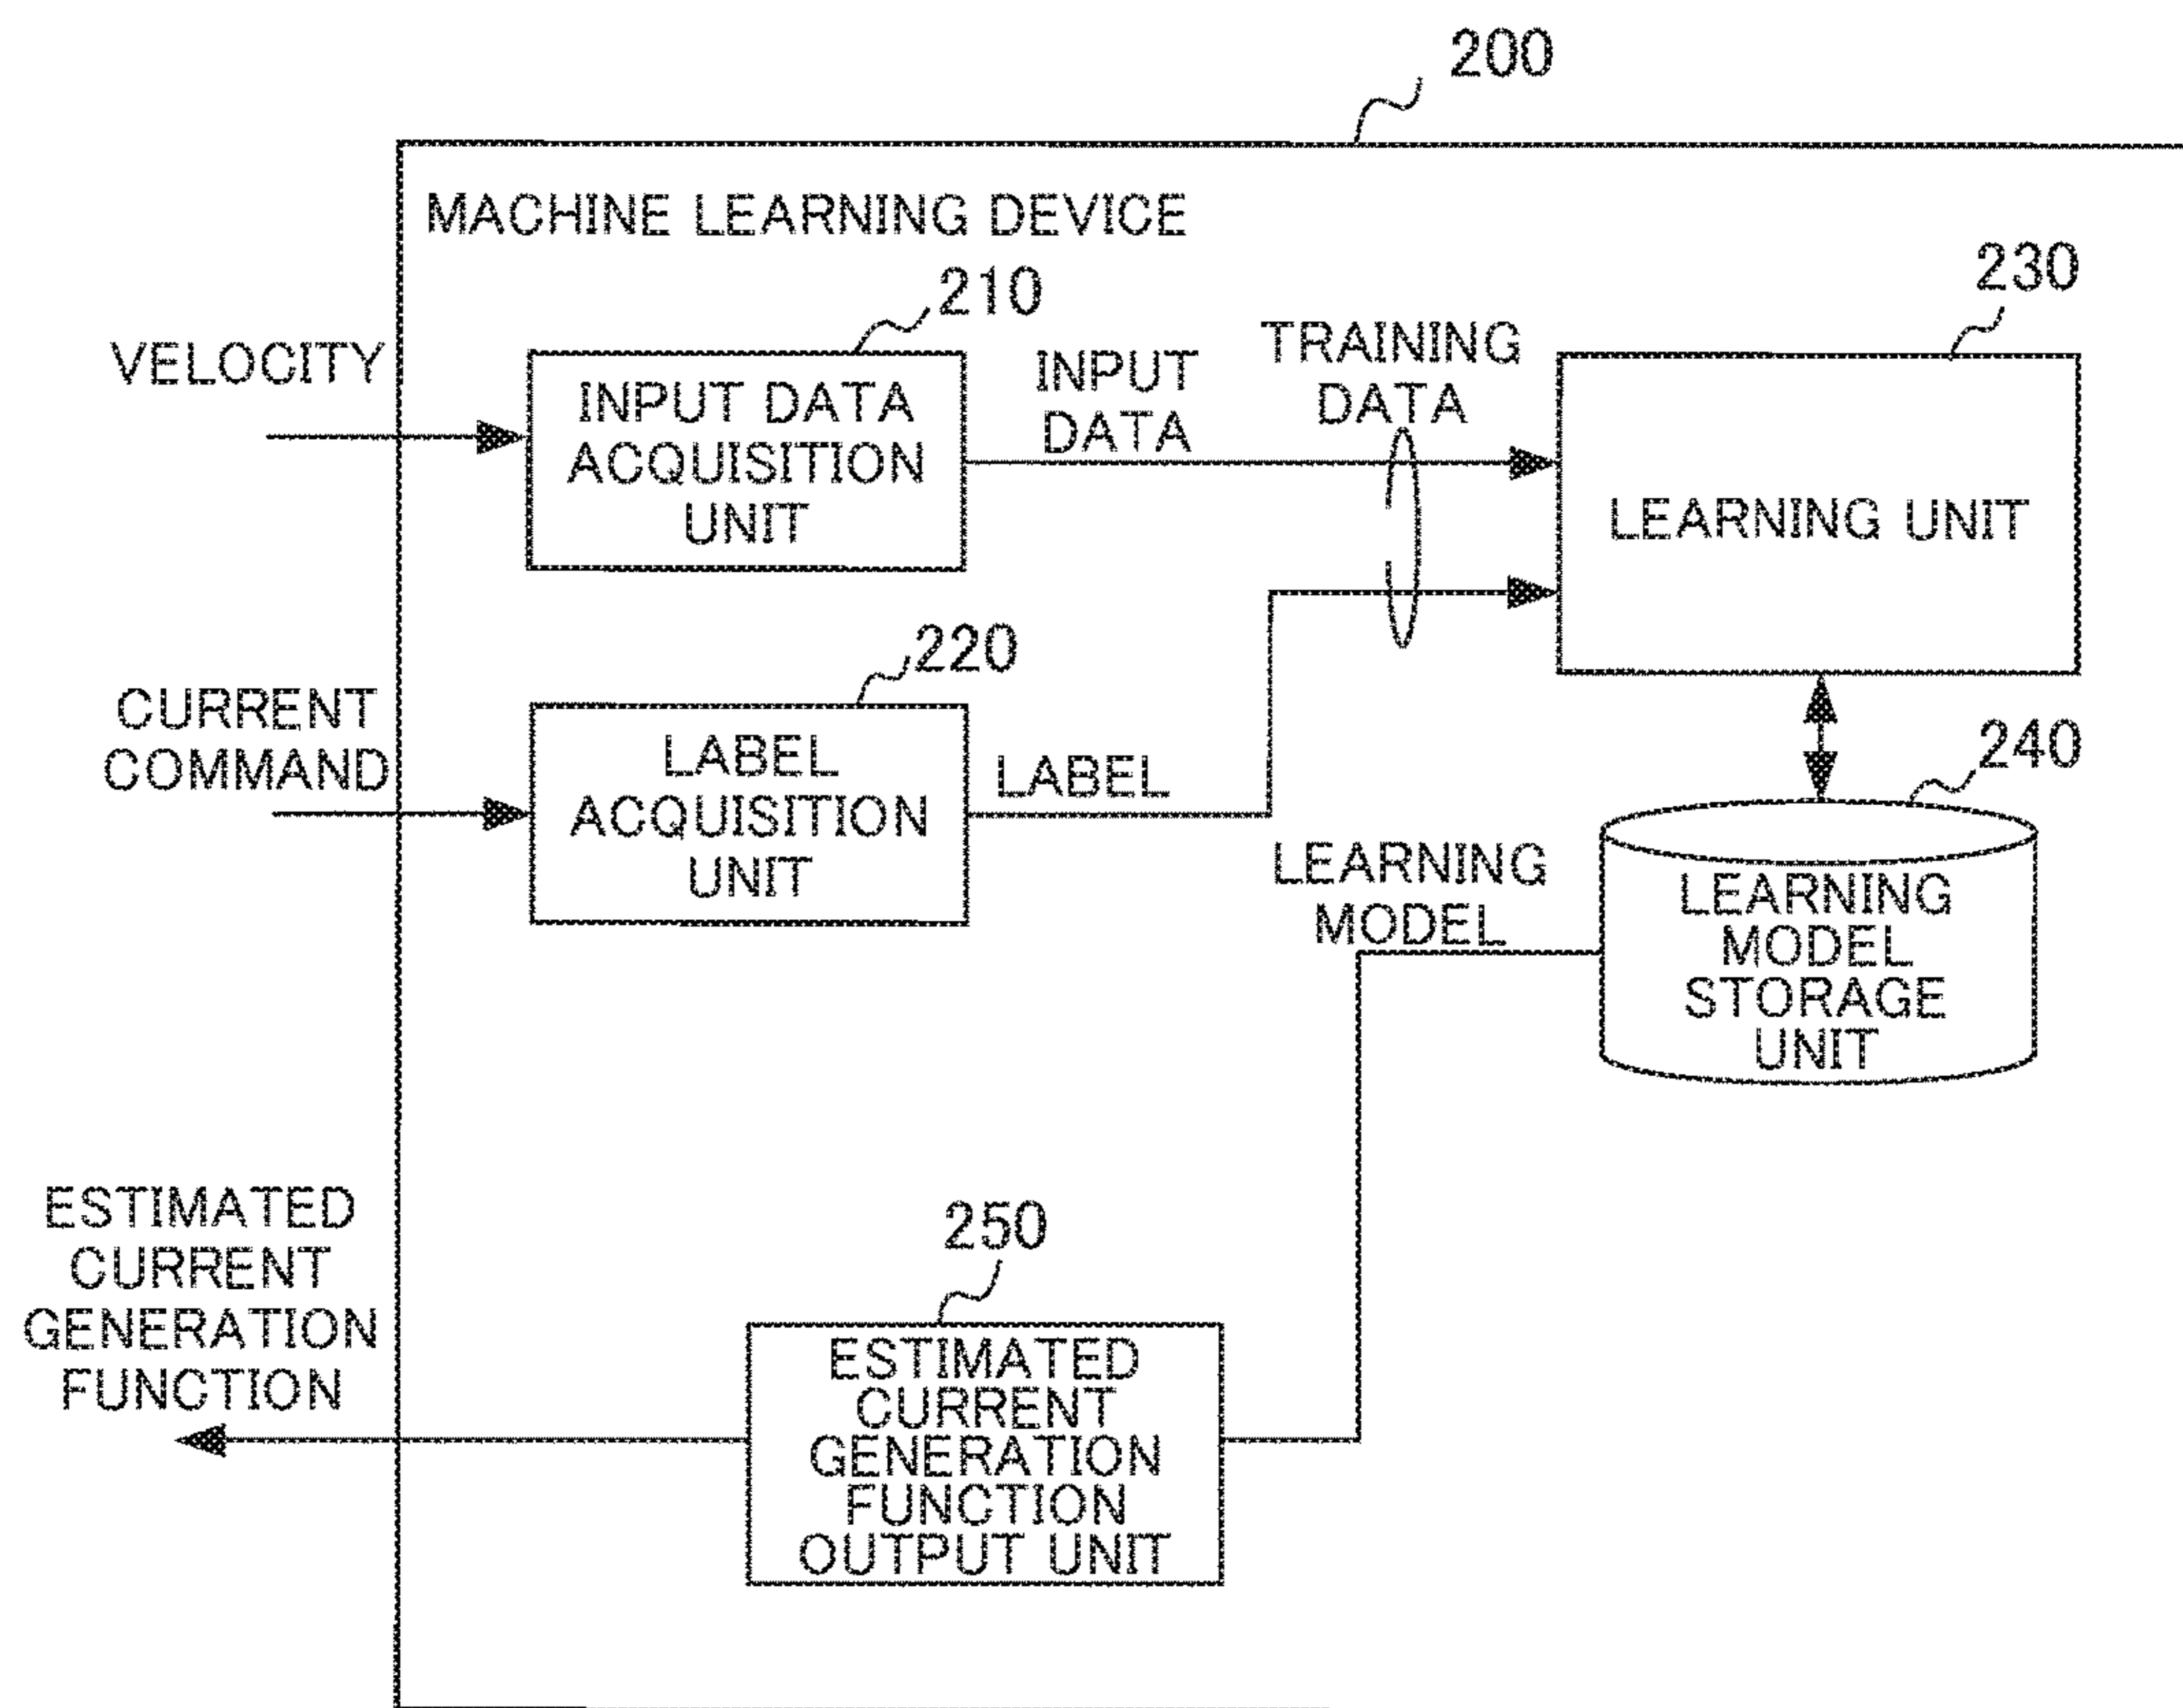 200
MACHINE LEARNING DEVICE
210
230
VELOCITY
INPUT DATA
ACQUISITION
UNIT
INPUT
DATA
TRAINING
DATA
LEARNING UNIT
220
CURRENT
COMMAND
LABEL
ACQUISITION
UNIT
LABEL
240
LEARNING
MODEL
LEARNING
MODEL
STORAGE
UNIT
250
ESTIMATED
CURRENT
GENERATION
FUNCTION
ESTIMATED
CURRENT
GENERATION
FUNCTION
OUTPUT UNIT